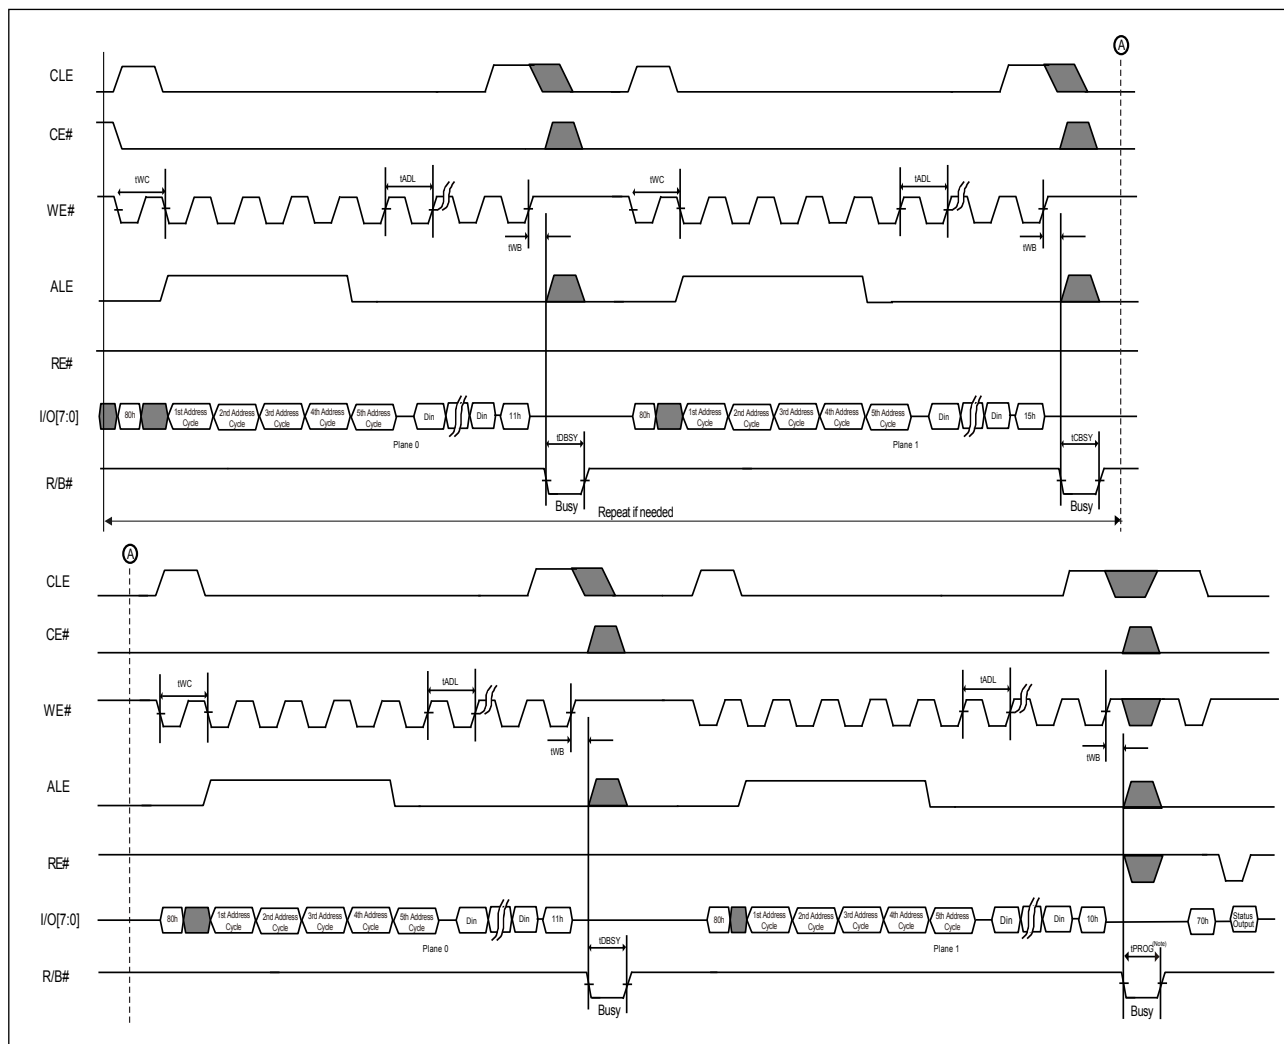 A
CLE
CE#
tWC tADL tWC tADL
WE#
tWB tWB
ALE
RE#
I/O[7:0] 80h 1st Address Cycle 2nd Address Cycle 3rd Address Cycle 4th Address Cycle 5th Address Cycle Din Din 11h 80h 1st Address Cycle 2nd Address Cycle 3rd Address Cycle 4th Address Cycle 5th Address Cycle Din Din 15h
Plane 0 tDBSY Plane 1 tCBSY
R/B#
Busy Busy
Repeat if needed
A
CLE
CE#
tWC tADL tADL
WE#
tWB tWB
ALE
RE#
I/O[7:0] 80h 1st Address Cycle 2nd Address Cycle 3rd Address Cycle 4th Address Cycle 5th Address Cycle Din Din 11h 80h 1st Address Cycle 2nd Address Cycle 3rd Address Cycle 4th Address Cycle 5th Address Cycle Din Din 10h 70h Status Output
Plane 0 tDBSY Plane 1 tPROG(Note)
R/B#
Busy Busy